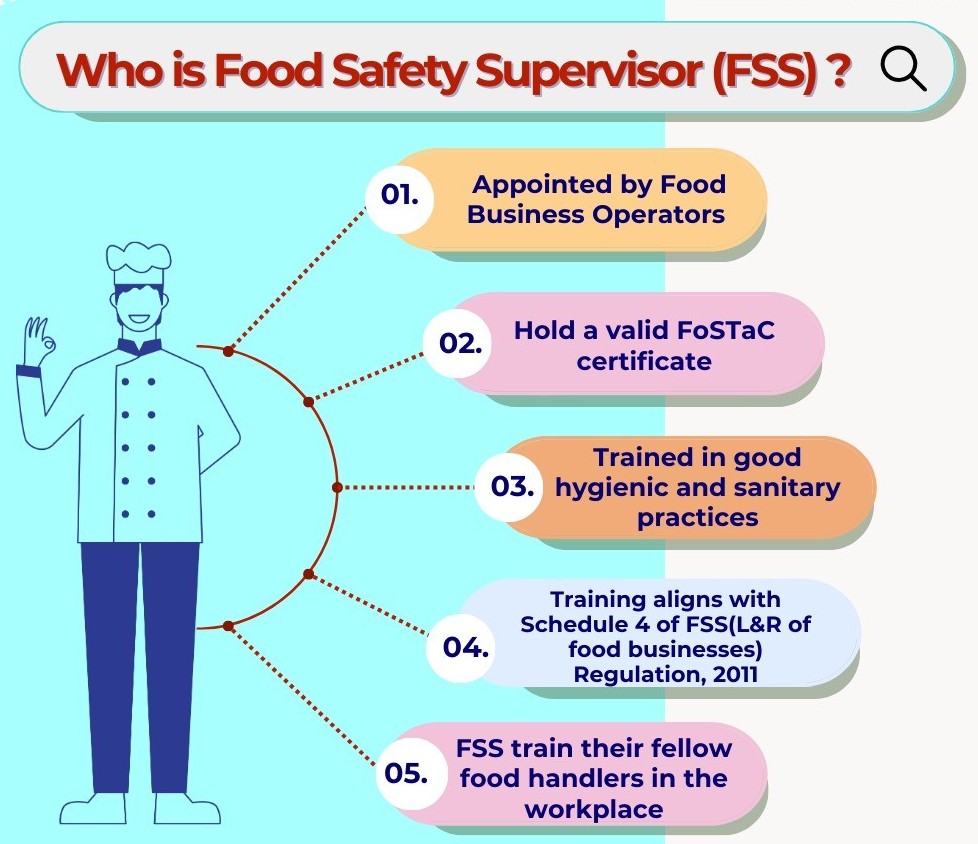 Who is Food Safety Supervisor (FSS) ?
01.
Appointed by Food
Business Operators
02.
Hold a valid FoSTaC
certificate
03.
Trained in good
hygienic and sanitary
practices
04.
Training aligns with
Schedule 4 of FSS(L&R of
food businesses)
Regulation, 2011
05.
FSS train their fellow
food handlers in the
workplace